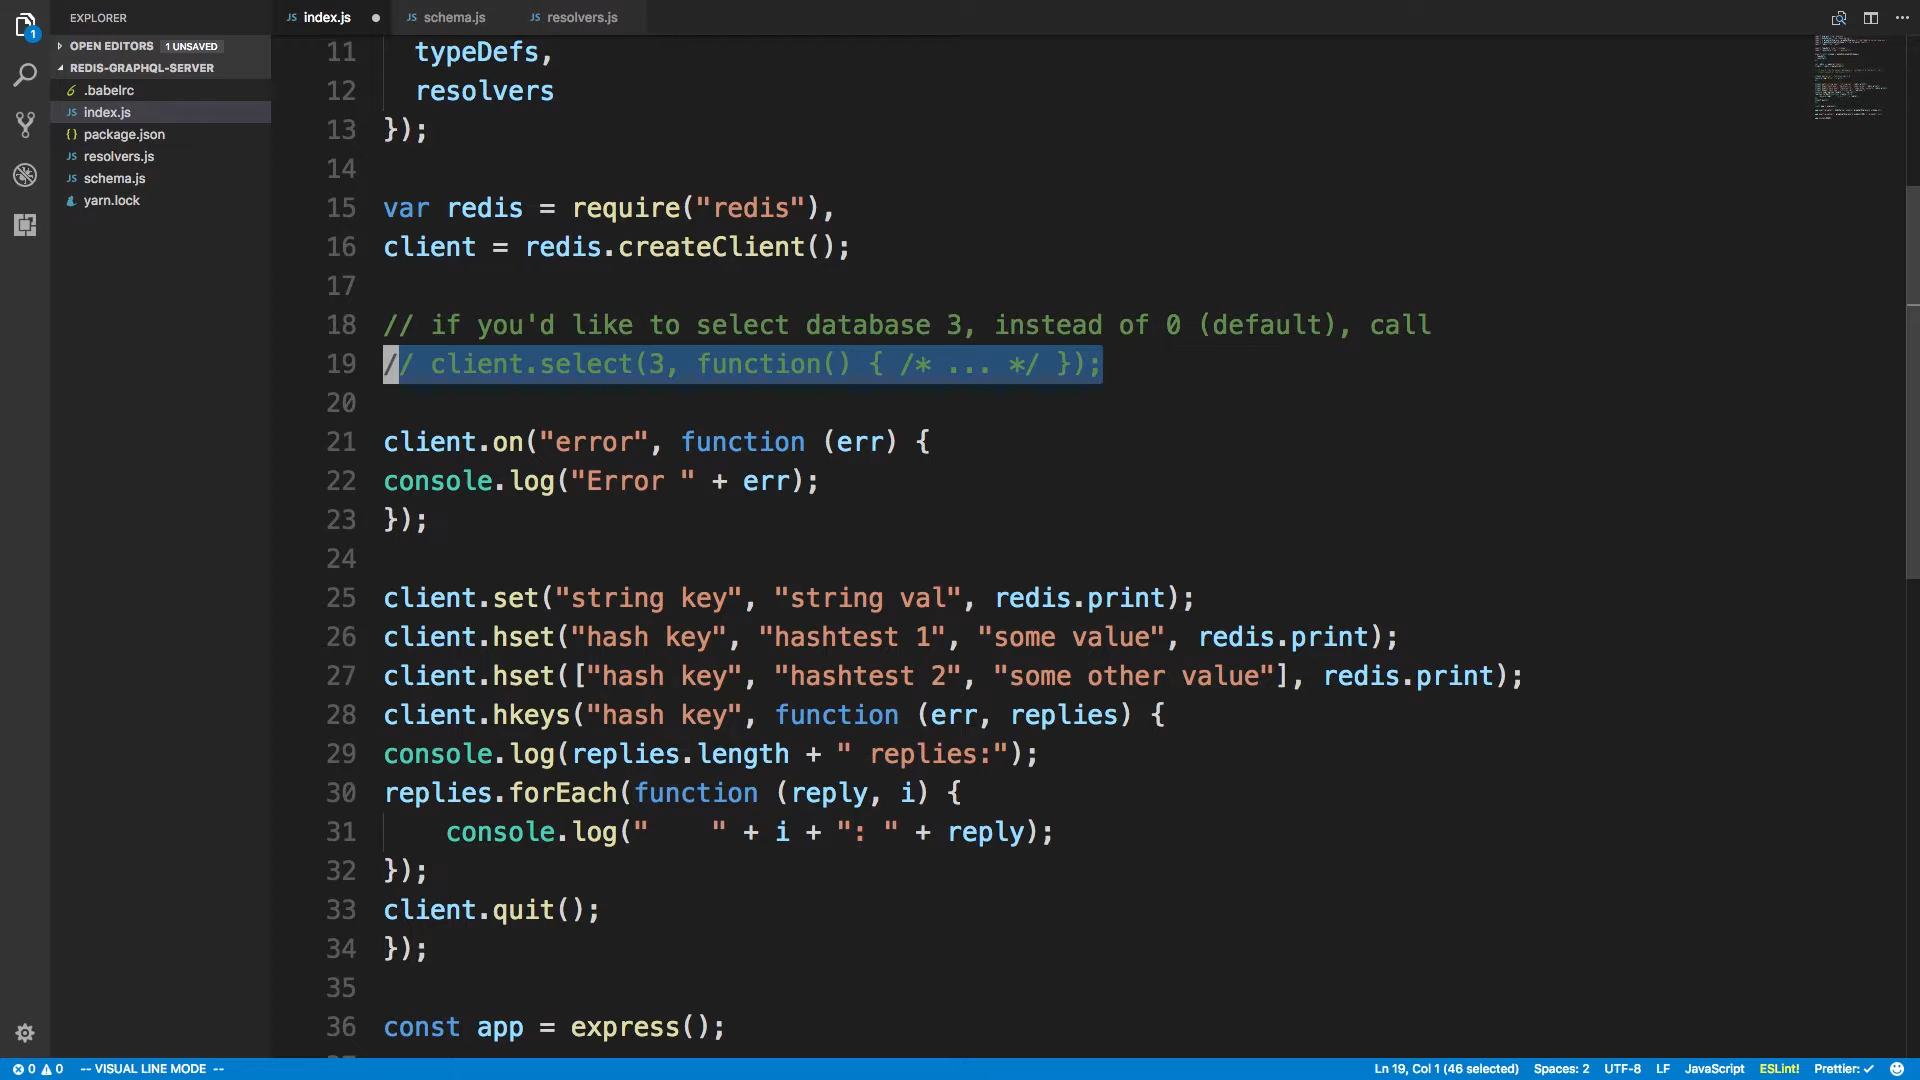 EXPLORER
OPEN EDITORS 1 UNSAVED
REDIS-GRAPHQL-SERVER
.babelrc
JS index.js
{} package.json
JS resolvers.js
JS schema.js
yarn.lock
1
JS index.js JS schema.js JS resolvers.js
11 typeDefs,
12 resolvers
13 });
14
15 var redis = require("redis"),
16 client = redis.createClient();
17
18 // if you'd like to select database 3, instead of 0 (default), call
19 // client.select(3, function() { /* ... */ });
20
21 client.on("error", function (err) {
22 console.log("Error " + err);
23 });
24
25 client.set("string key", "string val", redis.print);
26 client.hset("hash key", "hashtest 1", "some value", redis.print);
27 client.hset(["hash key", "hashtest 2", "some other value"], redis.print);
28 client.hkeys("hash key", function (err, replies) {
29 console.log(replies.length + " replies:");
30 replies.forEach(function (reply, i) {
31     console.log("    " + i + ": " + reply);
32 });
33 client.quit();
34 });
35
36 const app = express();
0 0 -- VISUAL LINE MODE -- Ln 19, Col 1 (46 selected) Spaces: 2 UTF-8 LF JavaScript ESLint! Prettier: ✓